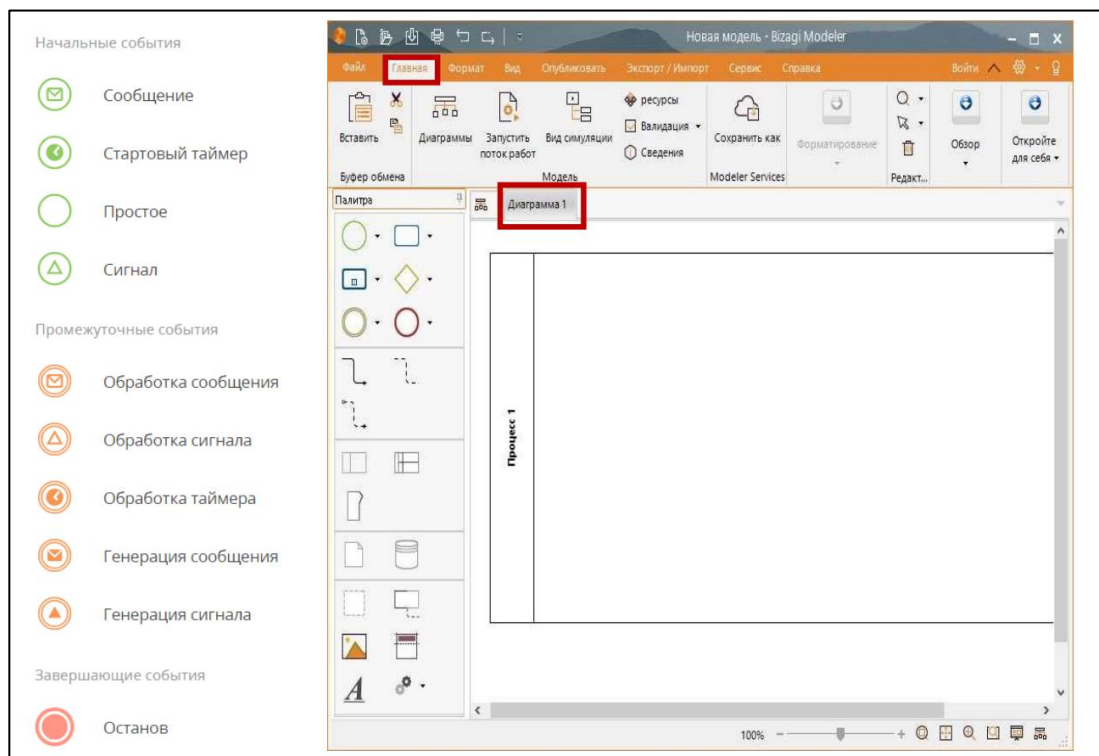 Начальные события
Сообщение
Стартовый таймер
Простое
Сигнал
Промежуточные события
Обработка сообщения
Обработка сигнала
Обработка таймера
Генерация сообщения
Генерация сигнала
Завершающие события
Останов
Новая модель - Bizagi Modeler
Файл Главная Формат Вид Опубликовать Экспорт / Импорт Сервис Справка Войти
Вставить
Буфер обмена
Диаграммы
Запустить поток работ
Вид симуляции
ресурсы
Валидация
Сведения
Модель
Сохранить как
Modeler Services
Форматирование
Редакт...
Обзор
Откройте для себя
Палитра
Диаграмма 1
Процесс 1
A
100%